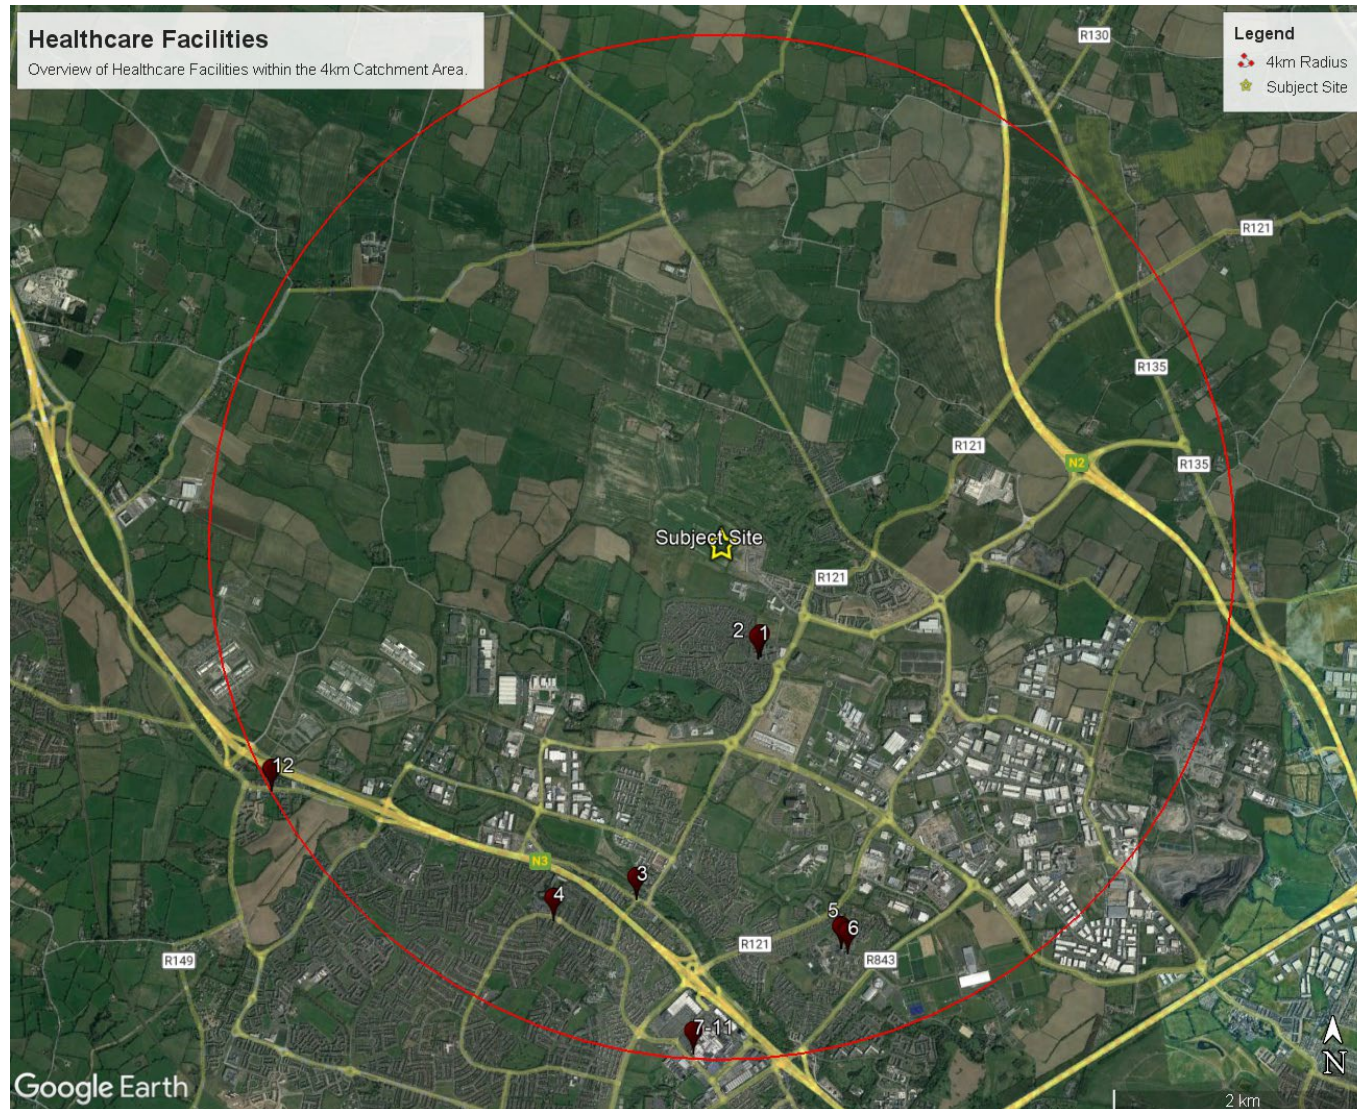 Healthcare Facilities
Overview of Healthcare Facilities within the 4km Catchment Area.
Legend
4km Radius
Subject Site
R130
R121
R135
R121
R135
N2
Subject Site
R121
2 1
12
N3
3
4
5
6
R121
R843
R149
7-11
N
Google Earth
2 km